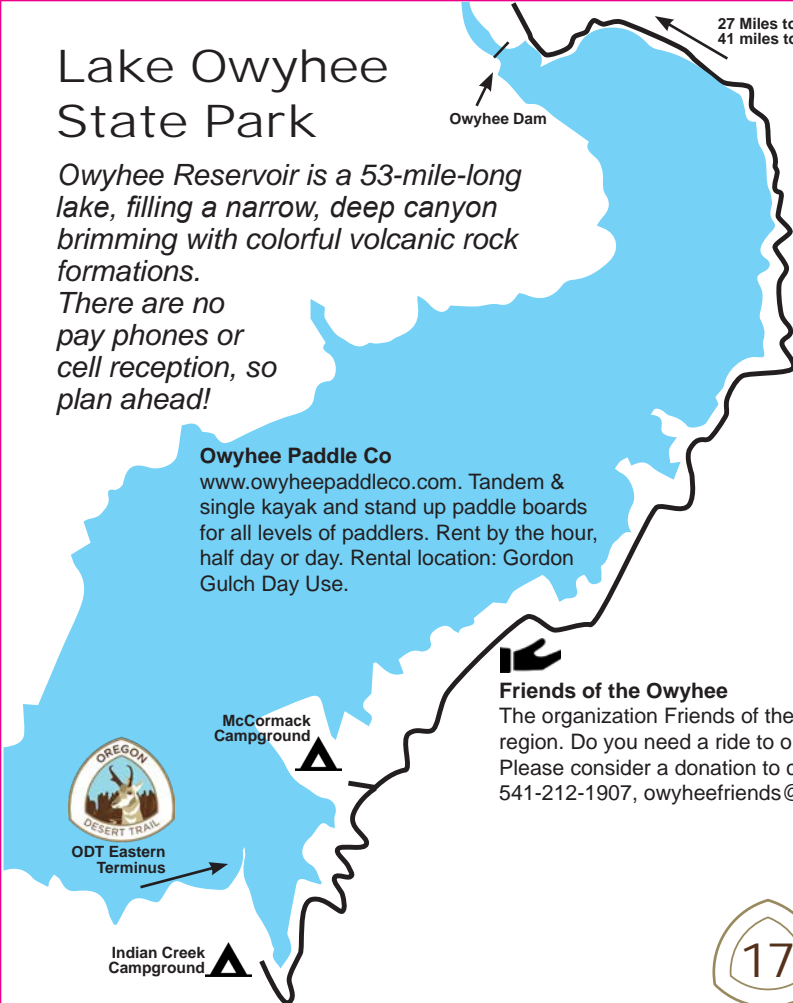 27 Miles to
41 miles to
Lake Owyhee
State Park
Owyhee Dam
Owyhee Reservoir is a 53-mile-long
lake, filling a narrow, deep canyon
brimming with colorful volcanic rock
formations.
There are no
pay phones or
cell reception, so
plan ahead!
Owyhee Paddle Co
www.owyheepaddleco.com. Tandem &
single kayak and stand up paddle boards
for all levels of paddlers. Rent by the hour,
half day or day. Rental location: Gordon
Gulch Day Use.
Friends of the Owyhee
The organization Friends of the
region. Do you need a ride to o
Please consider a donation to
541-212-1907, owyheefriends@
McCormack
Campground
OREGON
DESERT TRAIL
ODT Eastern
Terminus
Indian Creek
Campground
17